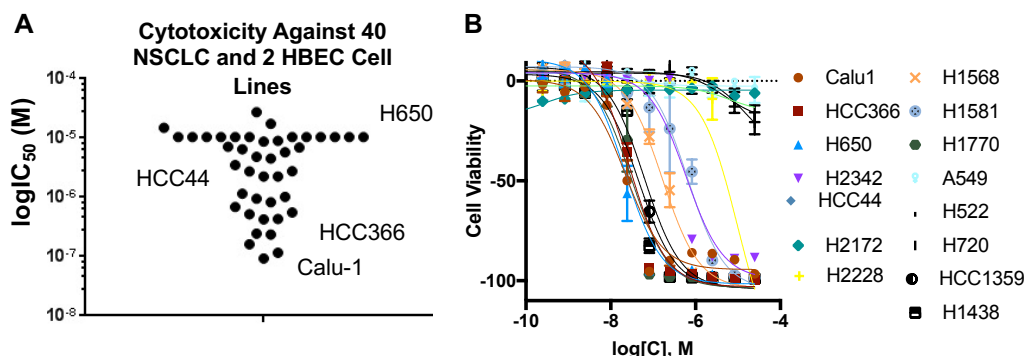 A
Cytotoxicity Against 40
NSCLC and 2 HBEC Cell
Lines
logIC50 (M)
10-4
10-5
10-6
10-7
10-8
H650
HCC44
HCC366
Calu-1
B
Cell Viability
0
-50
-100
-10
-8
-6
-4
log[C], M
Calu1
HCC366
H650
H2342
HCC44
H2172
H2228
H1568
H1581
H1770
A549
H522
H720
HCC1359
H1438